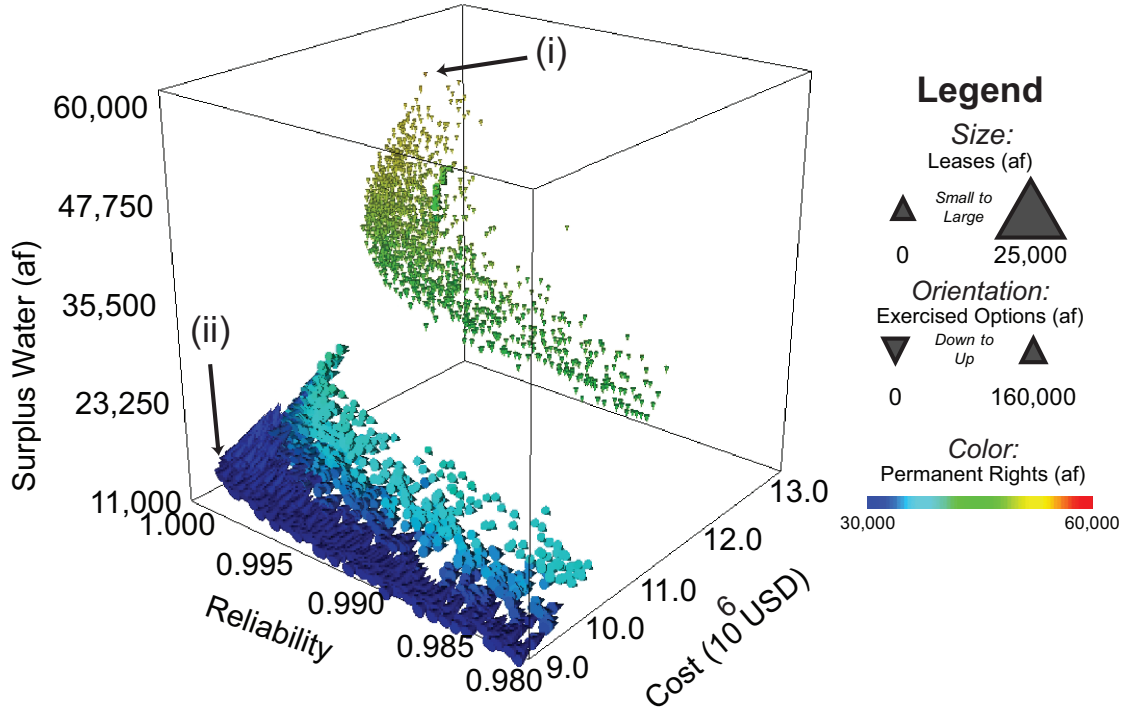 (i)
(ii)
Surplus Water (af)
60,000
47,750
35,500
23,250
11,000
1.000
0.995
0.990
0.985
0.980
Reliability
9.0
10.0
11.0
12.0
13.0
Cost (10 6 USD)
Legend
Size:
Leases (af)
Small to
Large
0 25,000
Orientation:
Exercised Options (af)
Down to
Up
0 160,000
Color:
Permanent Rights (af)
30,000 60,000